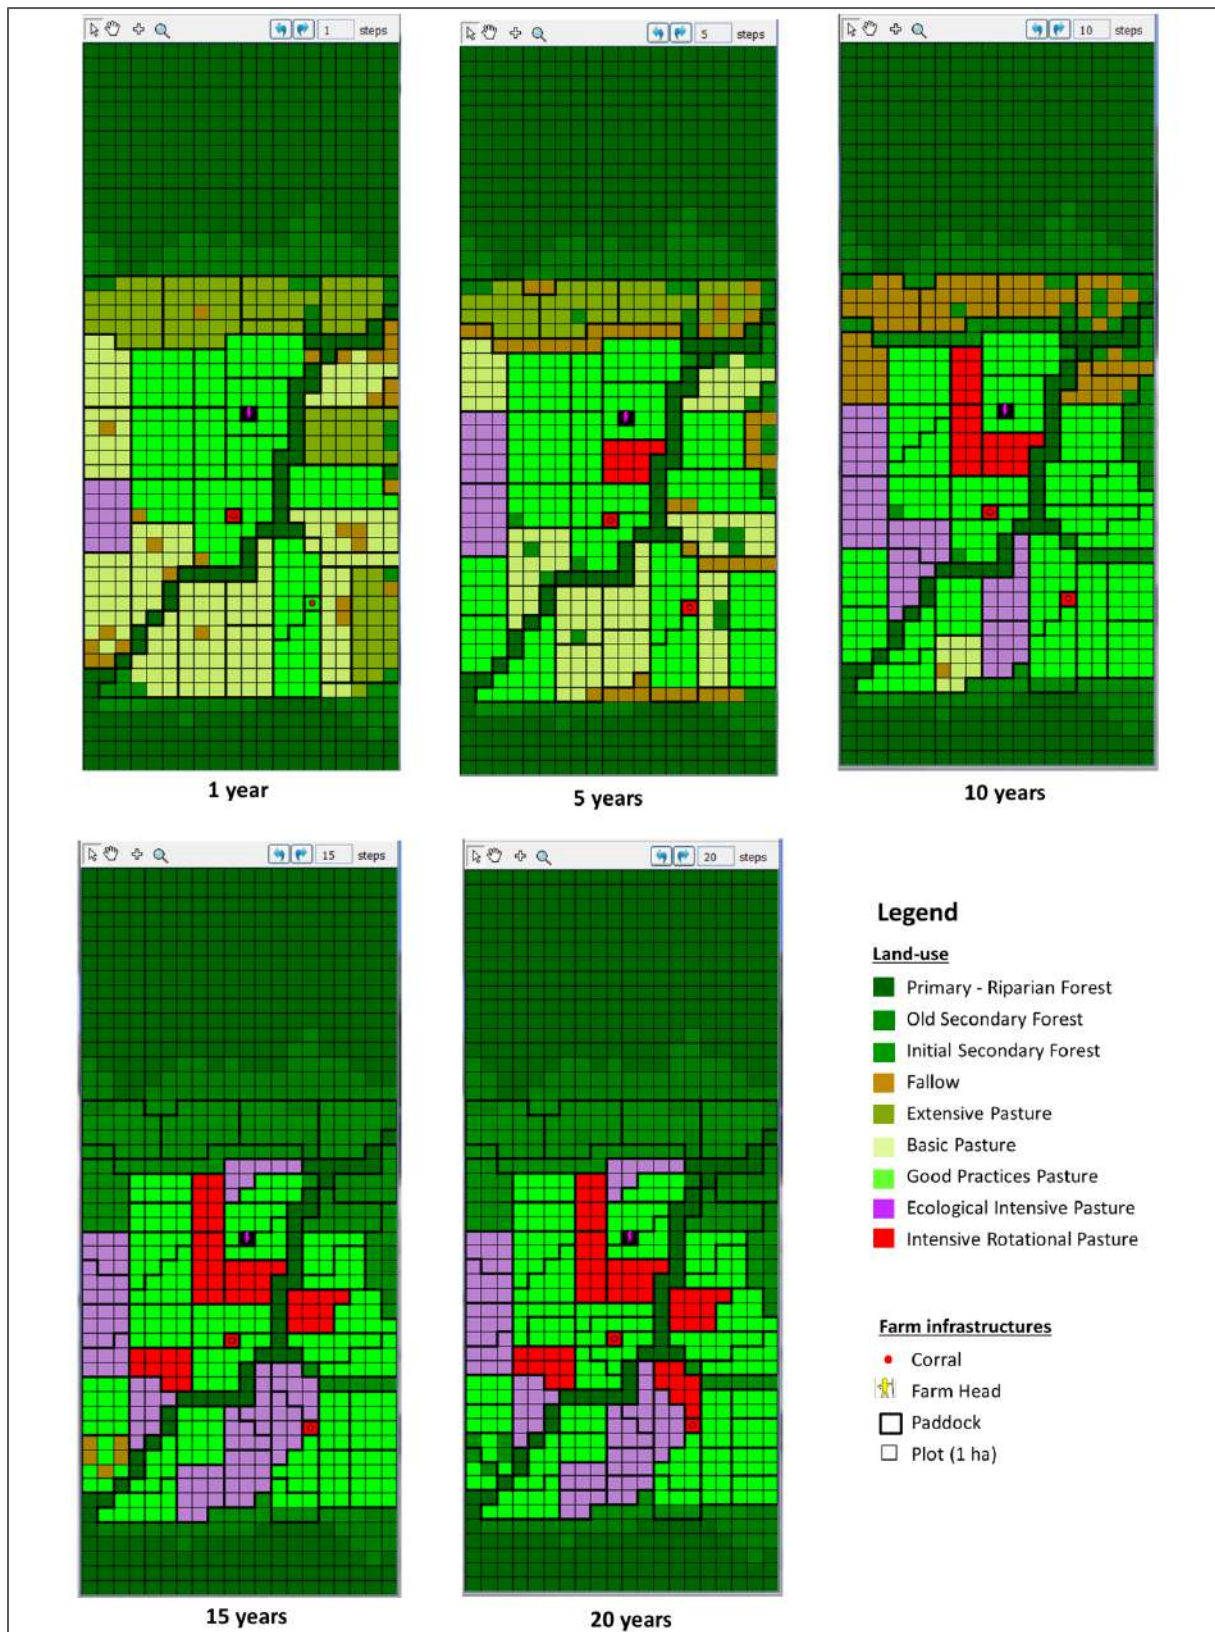 1 steps
5 steps
10 steps
1 year
5 years
10 years
15 steps
20 steps
Legend
Land-use
Primary - Riparian Forest
Old Secondary Forest
Initial Secondary Forest
Fallow
Extensive Pasture
Basic Pasture
Good Practices Pasture
Ecological Intensive Pasture
Intensive Rotational Pasture
Farm infrastructures
Corral
Farm Head
Paddock
Plot (1 ha)
15 years
20 years